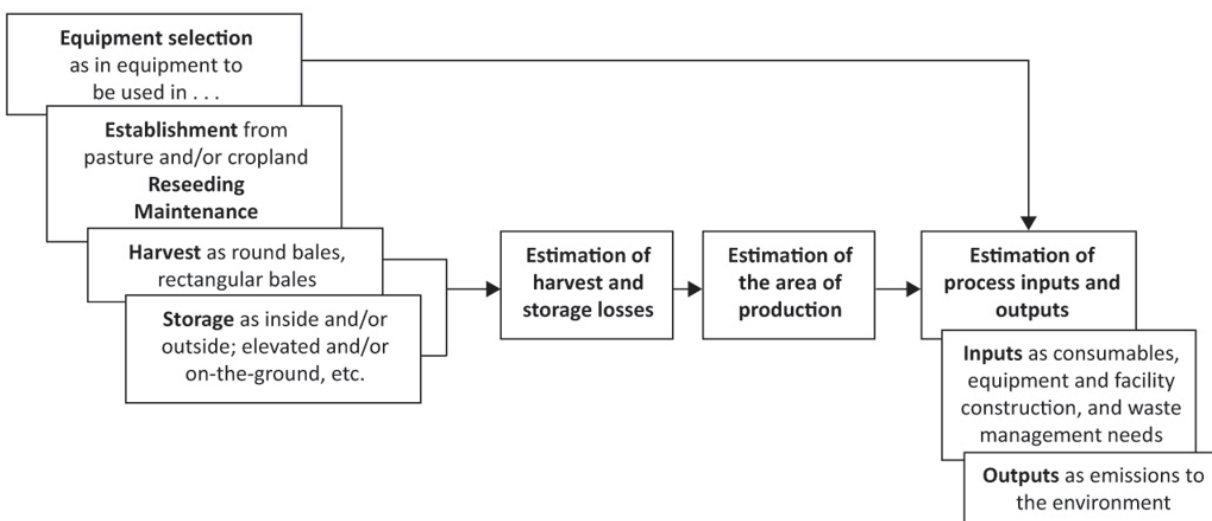 Equipment selection
as in equipment to
be used in . . .
Establishment from
pasture and/or cropland
Reseeding
Maintenance
Harvest as round bales,
rectangular bales
Storage as inside and/or
outside; elevated and/or
on-the-ground, etc.
Estimation of
harvest and
storage losses
Estimation of
the area of
production
Estimation of
process inputs and
outputs
Inputs as consumables,
equipment and facility
construction, and waste
management needs
Outputs as emissions to
the environment